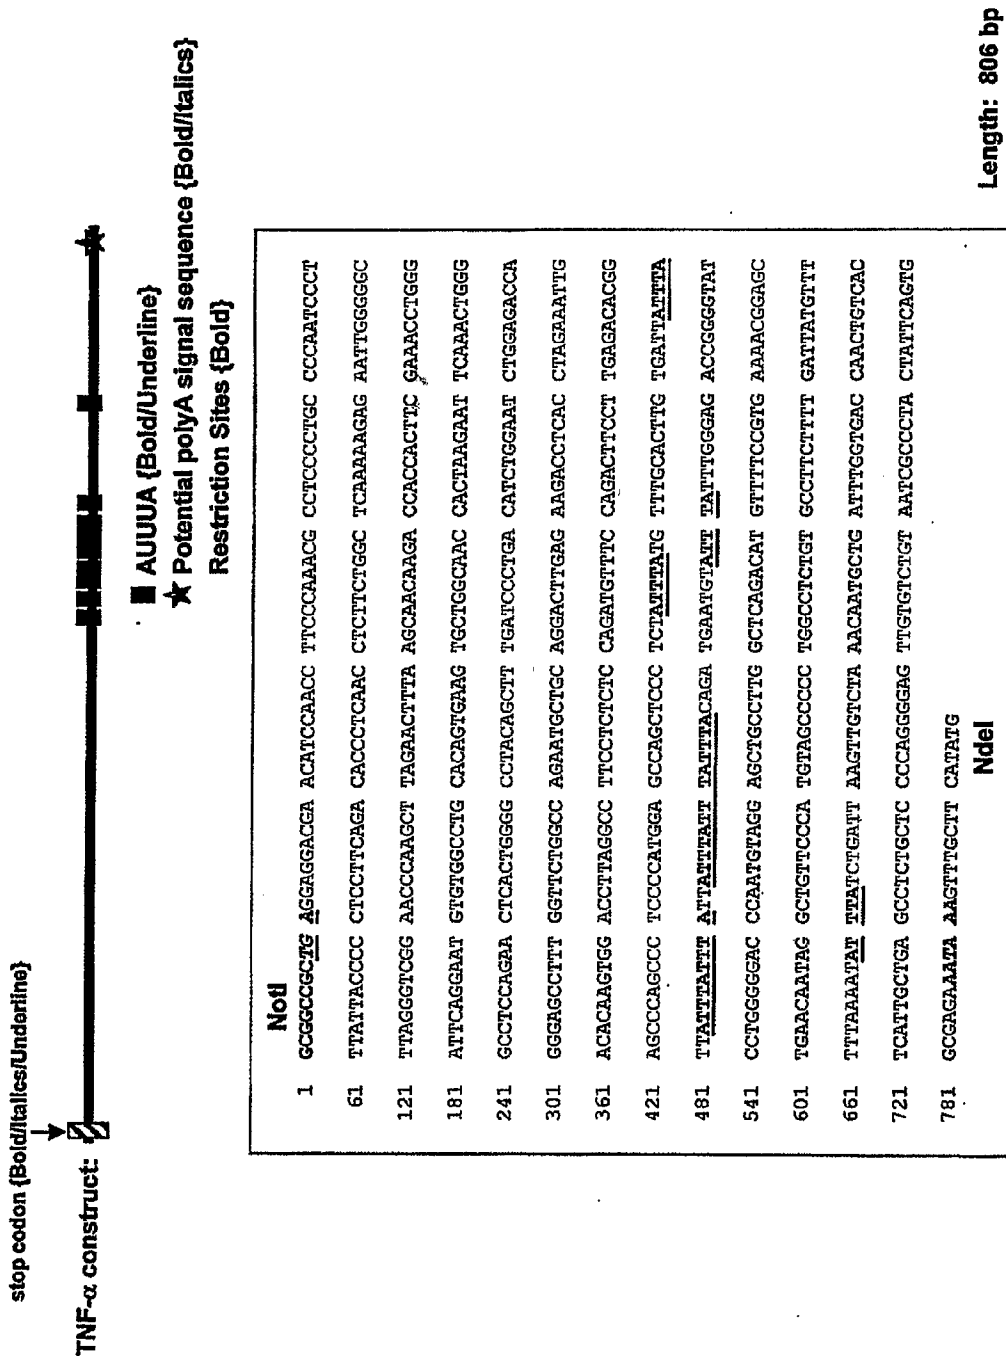 stop codon {Bold/Italics/Underline}
TNF-α construct:
AUUUA {Bold/Underline}
Potential polyA signal sequence {Bold/Italics}
Restriction Sites {Bold}
NotI
1 GCGGCCGCTG AGGAGGACGA ACATCCAACC TTCCCAAACG CCTCCCCTGC CCCAATCCCT
61 TTATTACCCC CTCCTTCAGA CACCCTCAAC CTCTTCTGGC TCAAAAAGAG AATTGGGGGC
121 TTAGGGTCGG AACCCAAGCT TAGAACTTTA AGCAACAAGA CCACCACTTC GAAACCTGGG
181 ATTCAGGAAT GTGTGGCCTG CACAGTGAAG TGCTGGCAAC CACTAAGAAT TCAAACTGGG
241 GCCTCCAGAA CTCACTGGGG CCTACAGCTT TGATCCCTGA CATCTGGAAT CTGGAGACCA
301 GGGAGCCTTT GGTTCTGGCC AGAATGCTGC AGGACTTGAG AAGACCTCAC CTAGAAATTG
361 ACACAAGTGG ACCTTAGGCC TTCCTCTCTC CAGATGTTTC CAGACTTCCT TGAGACACGG
421 AGCCCAGCCC TCCCCATGGA GCCAGCTCCC TCTATTTATG TTTGCACTTG TGATTATTTA
481 TTATTTATTT ATTATTTATT TATTTACAGA TGAATGTATT TATTTGGGAG ACCGGGGTAT
541 CCTGGGGGAC CCAATGTAGG AGCTGCCTTG GCTCAGACAT GTTTTCCGTG AAAACGGAGC
601 TGAACAATAG GCTGTTCCCA TGTAGCCCCC TGGCCTCTGT GCCTTCTTTT GATTATGTTT
661 TTTAAAATAT TTATCTGATT AAGTTGTCTA AACAATGCTG ATTTGGTGAC CAACTGTCAC
721 TCATTGCTGA GCCTCTGCTC CCCAGGGGAG TTGTGTCTGT AATCGCCCTA CTATTCAGTG
781 GCGAGAAATA AAGTTTGCTT CATATG
NdeI
Length: 806 bp